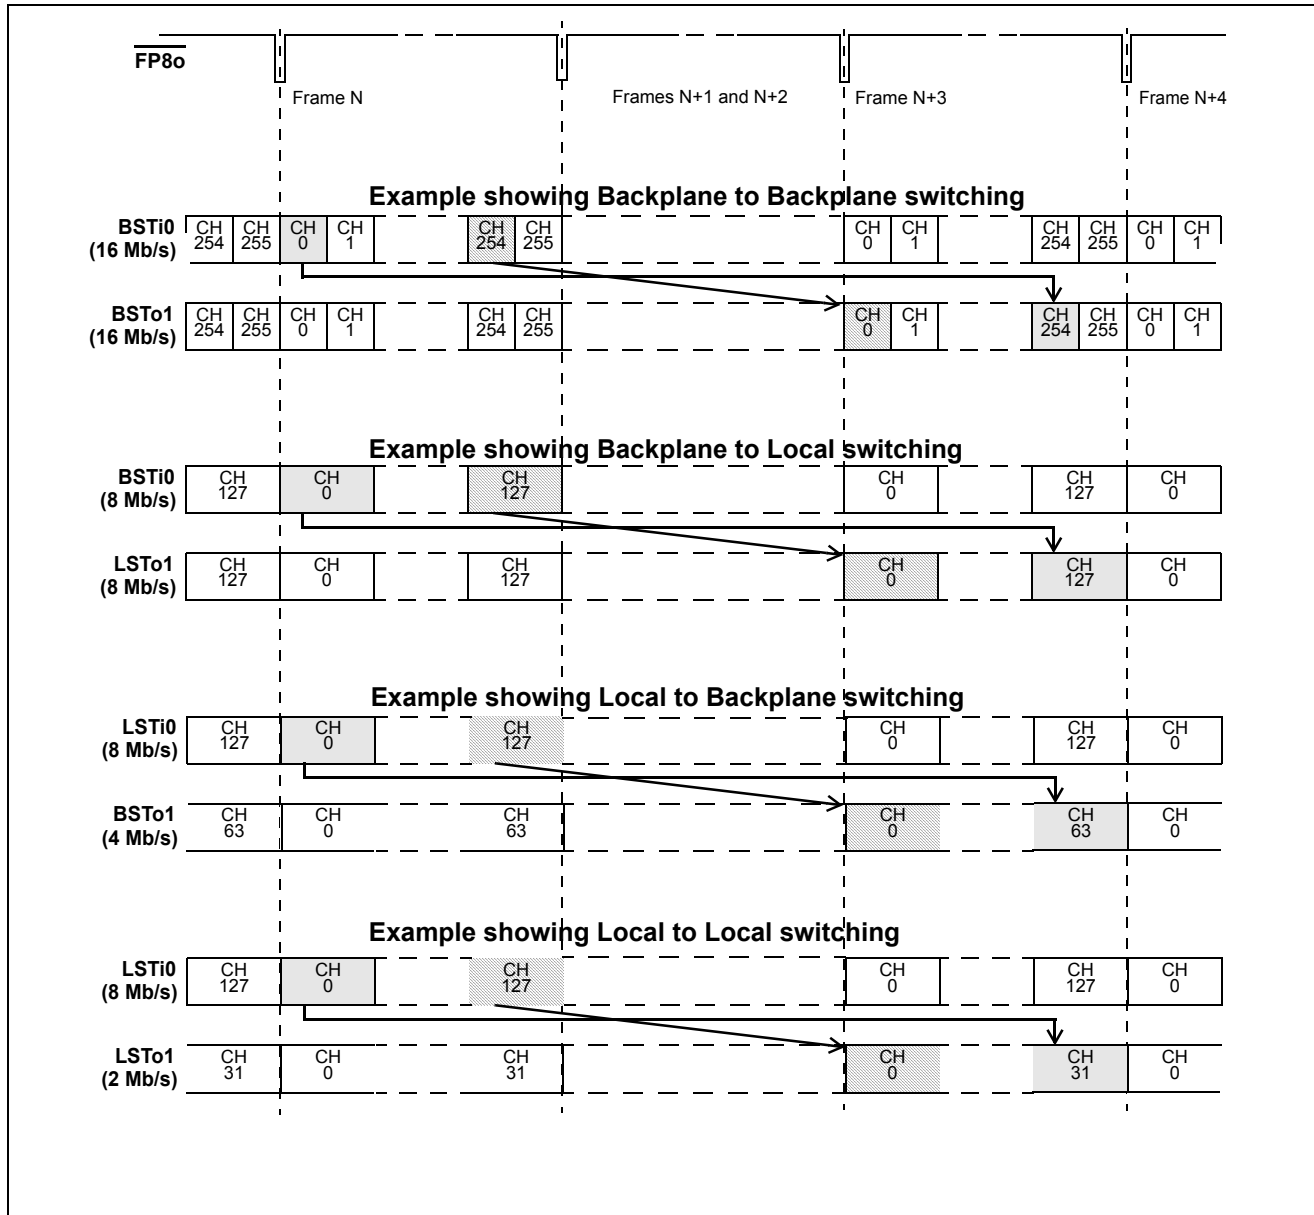 FP8o
Frame N
Frames N+1 and N+2
Frame N+3
Frame N+4
Example showing Backplane to Backplane switching
BSTi0
(16 Mb/s)
CH 254 CH 255 CH 0 CH 1 CH 254 CH 255 CH 0 CH 1 CH 254 CH 255 CH 0 CH 1
BSTo1
(16 Mb/s)
CH 254 CH 255 CH 0 CH 1 CH 254 CH 255 CH 0 CH 1 CH 254 CH 255 CH 0 CH 1
Example showing Backplane to Local switching
BSTi0
(8 Mb/s)
CH 127 CH 0 CH 127 CH 0 CH 127 CH 0
LSTo1
(8 Mb/s)
CH 127 CH 0 CH 127 CH 0 CH 127 CH 0
Example showing Local to Backplane switching
LSTi0
(8 Mb/s)
CH 127 CH 0 CH 127 CH 0 CH 127 CH 0
BSTo1
(4 Mb/s)
CH 63 CH 0 CH 63 CH 0 CH 63 CH 0
Example showing Local to Local switching
LSTi0
(8 Mb/s)
CH 127 CH 0 CH 127 CH 0 CH 127 CH 0
LSTo1
(2 Mb/s)
CH 31 CH 0 CH 31 CH 0 CH 31 CH 0